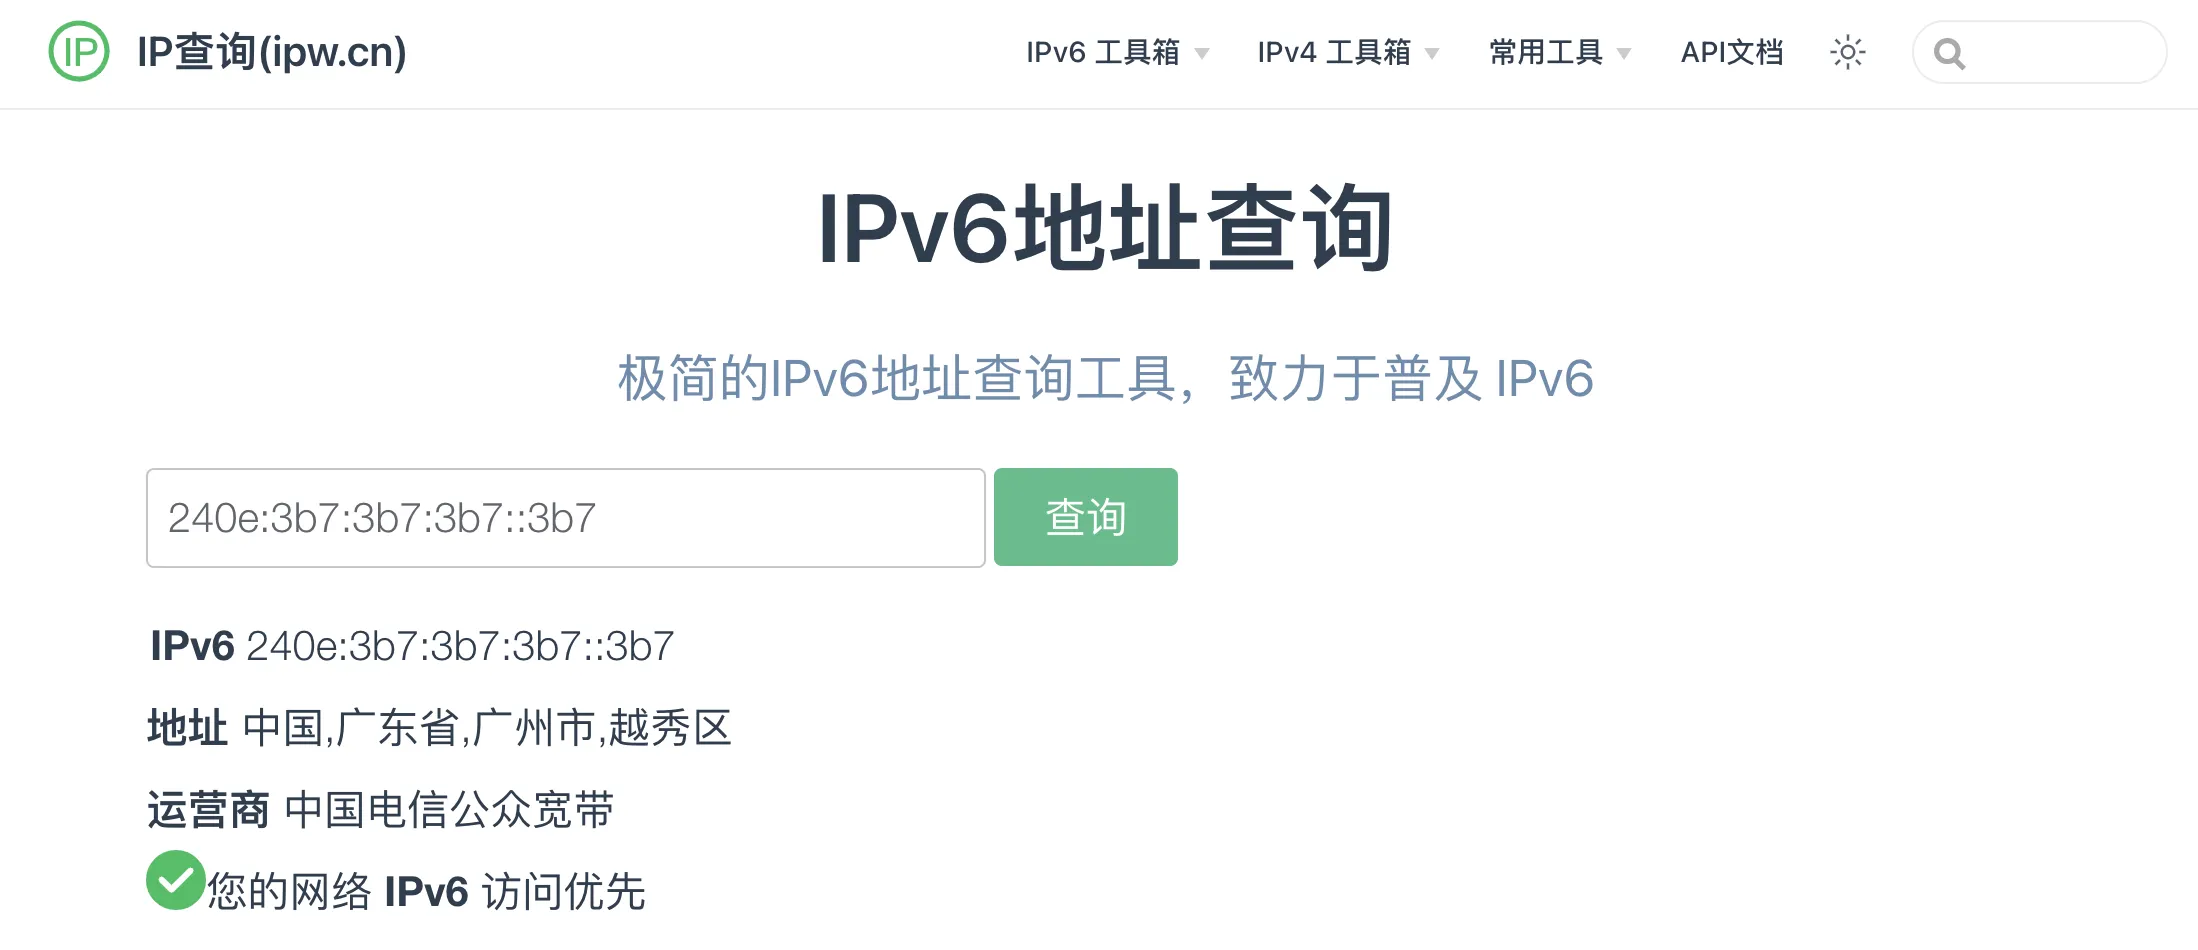 IP IP查询(ipw.cn) IPv6 工具箱 IPv4 工具箱 常用工具 API文档
IPv6地址查询
极简的IPv6地址查询工具，致力于普及 IPv6
240e:3b7:3b7:3b7::3b7 查询
IPv6 240e:3b7:3b7:3b7::3b7
地址 中国,广东省,广州市,越秀区
运营商 中国电信公众宽带
您的网络 IPv6 访问优先